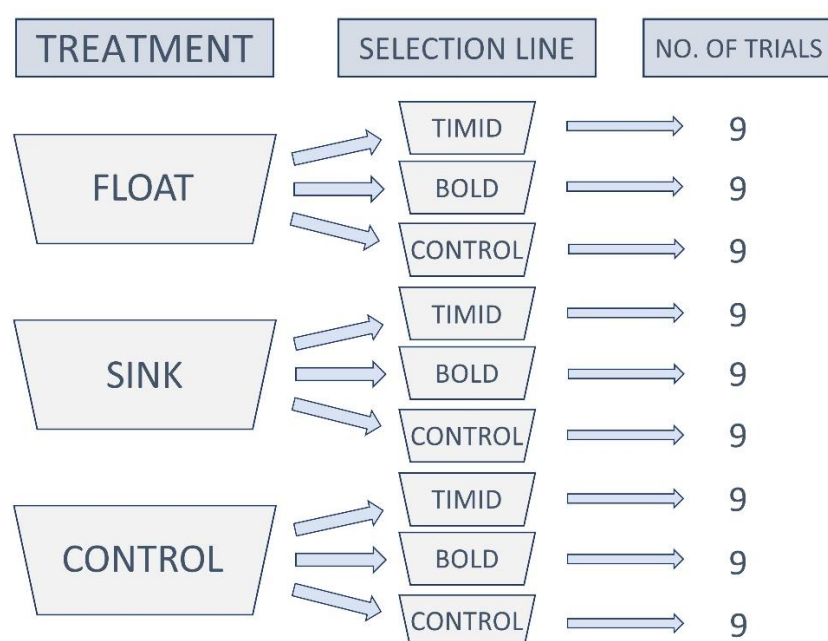 TREATMENT SELECTION LINE NO. OF TRIALS
FLOAT
TIMID 9
BOLD 9
CONTROL 9
SINK
TIMID 9
BOLD 9
CONTROL 9
CONTROL
TIMID 9
BOLD 9
CONTROL 9